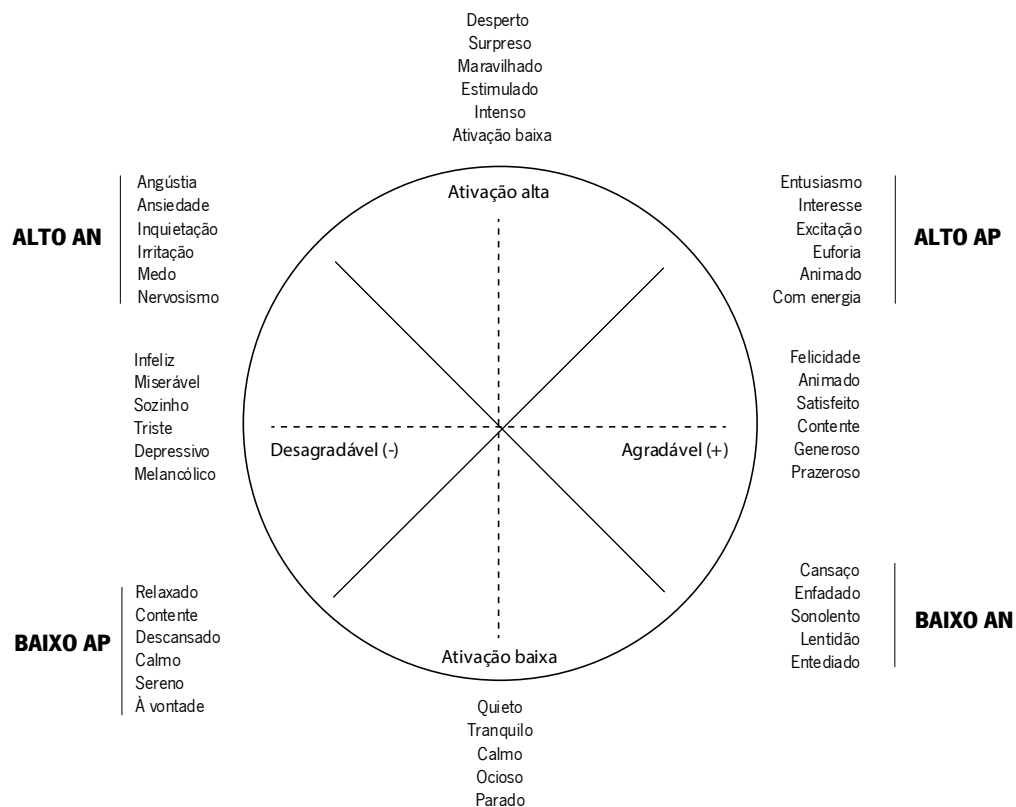 Desperto
Surpreso
Maravilhado
Estimulado
Intenso
Ativação baixa
Ativação alta
ALTO AN
Angústia
Ansiedade
Inquietação
Irritação
Medo
Nervosismo
Entusiasmo
Interesse
Excitação
Euforia
Animado
Com energia
ALTO AP
Infeliz
Miserável
Sozinho
Triste
Depressivo
Melancólico
Desagradável (-)
Agradável (+)
Felicidade
Animado
Satisfeito
Contente
Generoso
Prazeroso
BAIXO AP
Relaxado
Contente
Descansado
Calmo
Sereno
À vontade
Ativação baixa
Cansaço
Enfadado
Sonolento
Lentidão
Entediado
BAIXO AN
Quieto
Tranquilo
Calmo
Ocioso
Parado